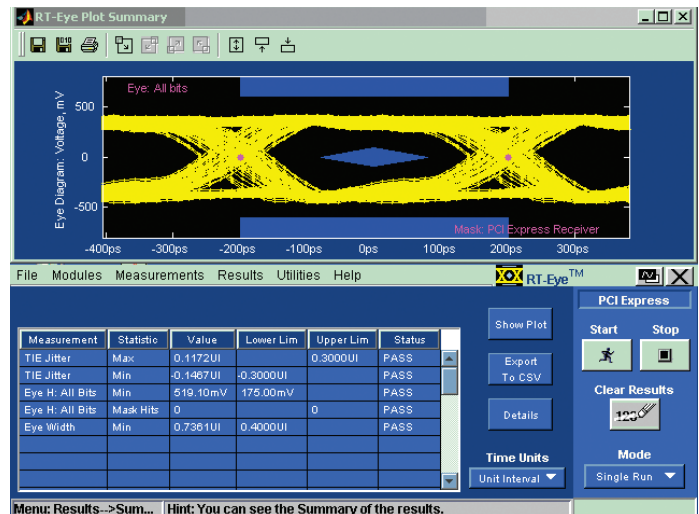 RT-Eye Plot Summary
Eye: All bits
Eye Diagram: Voltage, mV
500
0
-500
Mask: PCI Express Receiver
-400ps -300ps -200ps -100ps 0ps 100ps 200ps 300ps
File Modules Measurements Results Utilities Help
RT-Eye™
PCI Express
Measurement Statistic Value Lower Lim Upper Lim Status
TIE Jitter Max 0.1172UI 0.3000UI PASS
TIE Jitter Min -0.1467UI -0.3000UI PASS
Eye H: All Bits Min 519.10mV 175.00mV PASS
Eye H: All Bits Mask Hits 0 0 PASS
Eye Width Min 0.7361UI 0.4000UI PASS
Show Plot
Export
To CSV
Details
Time Units
Unit Interval
Start Stop
Clear Results
123
Mode
Single Run
Menu: Results-->Sum... Hint: You can see the Summary of the results.